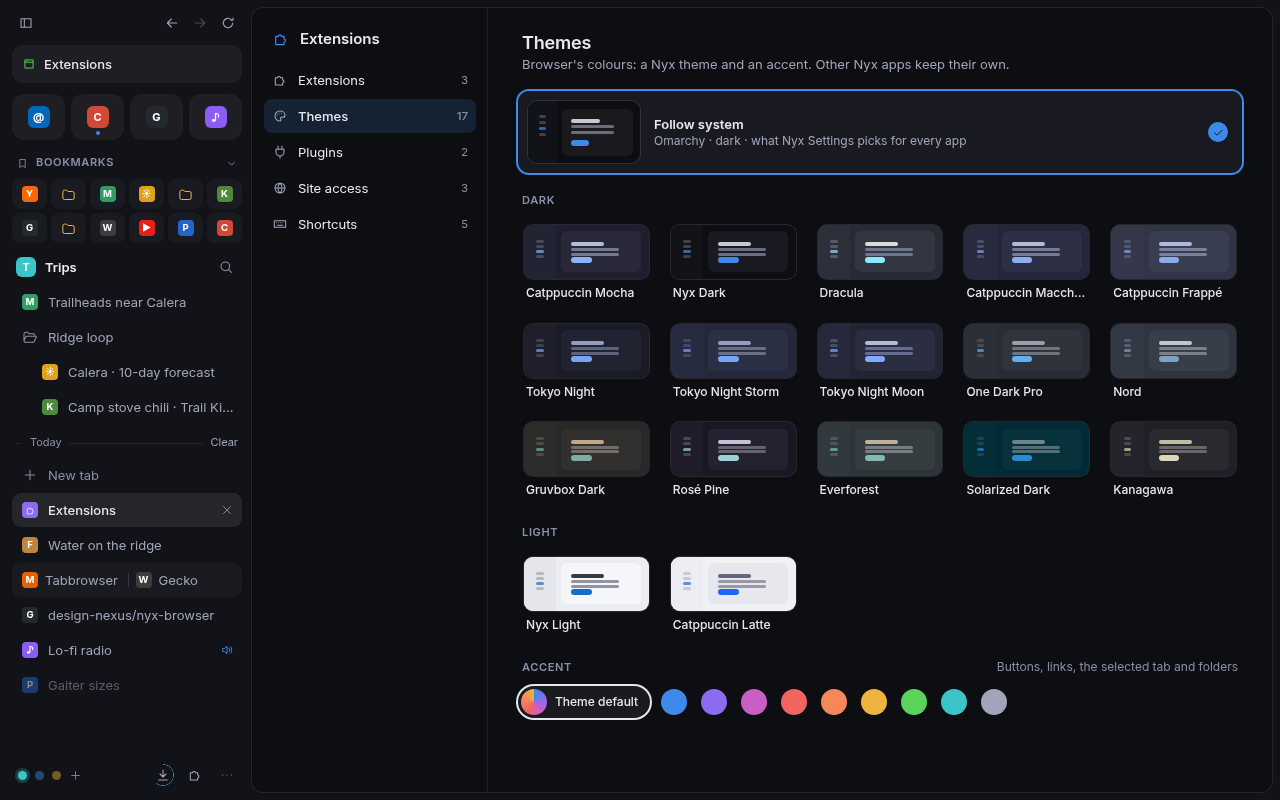 Extensions
@
C
G
BOOKMARKS
Y
M
K
G
W
P
C
T
Trips
M
Trailheads near Calera
Ridge loop
Calera · 10-day forecast
K
Camp stove chili · Trail Ki...
Today
Clear
New tab
Extensions
F
Water on the ridge
M
Tabbrowser
W
Gecko
G
design-nexus/nyx-browser
Lo-fi radio
P
Gaiter sizes
Extensions
Extensions 3
Themes 17
Plugins 2
Site access 3
Shortcuts 5
Themes
Browser's colours: a Nyx theme and an accent. Other Nyx apps keep their own.
Follow system
Omarchy · dark · what Nyx Settings picks for every app
DARK
Catppuccin Mocha
Nyx Dark
Dracula
Catppuccin Macch...
Catppuccin Frappé
Tokyo Night
Tokyo Night Storm
Tokyo Night Moon
One Dark Pro
Nord
Gruvbox Dark
Rosé Pine
Everforest
Solarized Dark
Kanagawa
LIGHT
Nyx Light
Catppuccin Latte
ACCENT
Buttons, links, the selected tab and folders
Theme default